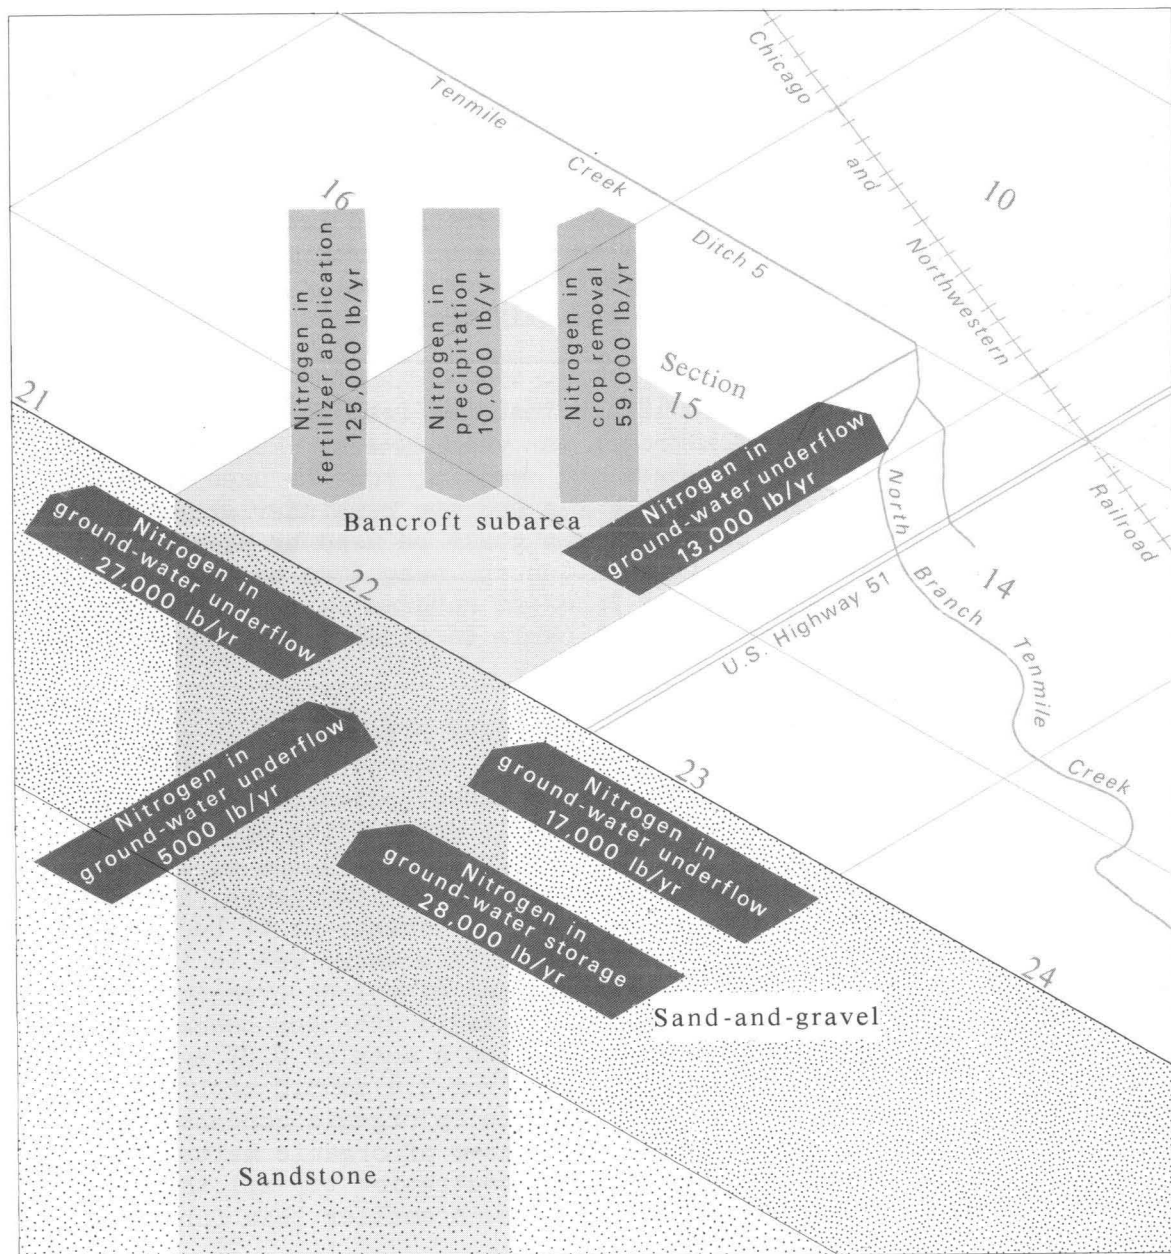 Tenmile
Creek
Ditch 5
Chicago
and
Northwestern
Railroad
16
10
Nitrogen in
fertilizer application
125,000 lb/yr
Nitrogen in
precipitation
10,000 lb/yr
Nitrogen in
crop removal
59,000 lb/yr
Section
15
21
Nitrogen in
ground-water underflow
13,000 lb/yr
North
Branch
Tenmile
Creek
Bancroft subarea
Nitrogen in
ground-water underflow
27,000 lb/yr
22
14
U.S. Highway 51
Nitrogen in
ground-water underflow
5000 lb/yr
23
Nitrogen in
ground-water underflow
17,000 lb/yr
Nitrogen in
ground-water storage
28,000 lb/yr
24
Sand-and-gravel
Sandstone